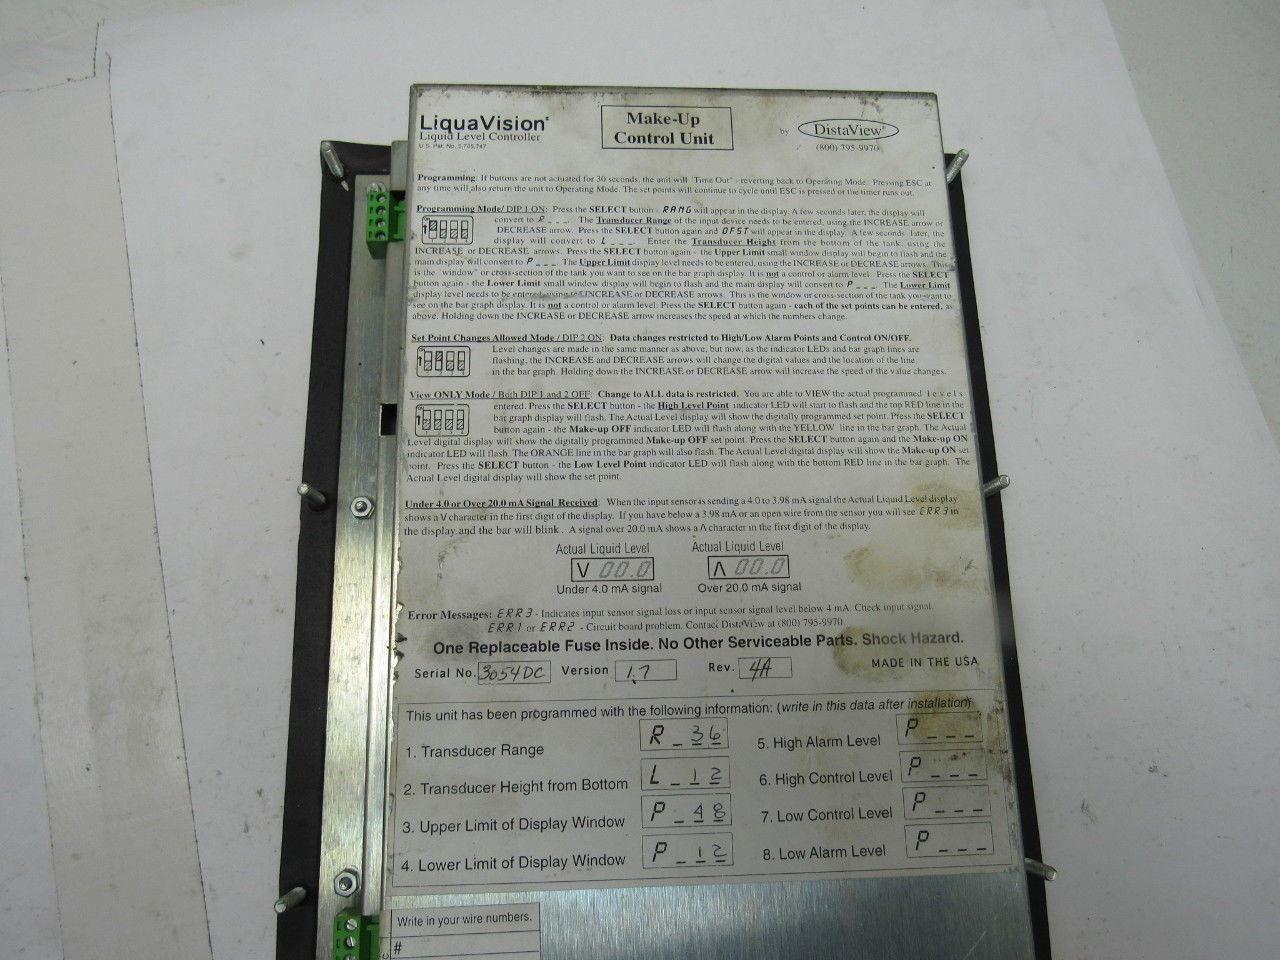 LiquaVision®
Liquid Level Controller
U.S. Pat. No. 5,705,747
Make-Up
Control Unit
by DistaView®
(800) 795-9970
Programming: If buttons are not actuated for 30 seconds, the unit will "Time Out" - reverting back to Operating Mode. Pressing ESC at
any time will also return the unit to Operating Mode. The set points will continue to cycle until ESC is pressed or the timer runs out.
Programming Mode/ DIP 1 ON: Press the SELECT button - RANG will appear in the display. A few seconds later, the display will
convert to R _ _ _. The Transducer Range of the input device needs to be entered, using the INCREASE arrow or
DECREASE arrow. Press the SELECT button again and OFST will appear in the display. A few seconds later, the
display will convert to L _ _ _. Enter the Transducer Height from the bottom of the tank, using the
INCREASE or DECREASE arrows. Press the SELECT button again - the Upper Limit small window display will begin to flash and the
main display will convert to P _ _ _. The Upper Limit display level needs to be entered, using the INCREASE or DECREASE arrows. This
is the "window" or cross-section of the tank you want to see on the bar graph display. It is not a control or alarm level. Press the SELECT
button again - the Lower Limit small window display will begin to flash and the main display will convert to P _ _ _ The Lower Limit
display level needs to be entered, using the INCREASE or DECREASE arrows. This is the window or cross-section of the tank you want to
see on the bar graph display. It is not a control or alarm level. Press the SELECT button again - each of the set points can be entered, as
above. Holding down the INCREASE or DECREASE arrow increases the speed at which the numbers change.
Set Point Changes Allowed Mode / DIP 2 ON: Data changes restricted to High/Low Alarm Points and Control ON/OFF.
Level changes are made in the same manner as above, but now, as the indicator LEDs and bar graph lines are
flashing, the INCREASE and DECREASE arrows will change the digital values and the location of the line
in the bar graph. Holding down the INCREASE or DECREASE arrow will increase the speed of the value changes.
View ONLY Mode / Both DIP 1 and 2 OFF: Change to ALL data is restricted. You are able to VIEW the actual programmed levels
entered. Press the SELECT button - the High Level Point indicator LED will start to flash and the top RED line in the
bar graph display will flash. The Actual Level display will show the digitally programmed set point. Press the SELECT
button again - the Make-up OFF indicator LED will flash along with the YELLOW line in the bar graph. The Actual
Level digital display will show the digitally programmed Make-up OFF set point. Press the SELECT button again and the Make-up ON
indicator LED will flash. The ORANGE line in the bar graph will also flash. The Actual Level digital display will show the Make-up ON set
point. Press the SELECT button - the Low Level Point indicator LED will flash along with the bottom RED line in the bar graph. The
Actual Level digital display will show the set point.
Under 4.0 or Over 20.0 mA Signal Received: When the input sensor is sending a 4.0 to 3.98 mA signal the Actual Liquid Level display
shows a V character in the first digit of the display. If you have below a 3.98 mA or an open wire from the sensor you will see ERR3 in
the display and the bar will blink. A signal over 20.0 mA shows a Λ character in the first digit of the display.
Actual Liquid Level Actual Liquid Level
V 00.0 Λ 00.0
Under 4.0 mA signal Over 20.0 mA signal
Error Messages: ERR3 - Indicates input sensor signal loss or input sensor signal level below 4 mA. Check input signal.
ERR1 or ERR2 - Circuit board problem. Contact DistaView at (800) 795-9970
One Replaceable Fuse Inside. No Other Serviceable Parts. Shock Hazard.
Serial No. 3054DC Version 1.7 Rev. 4A MADE IN THE USA
This unit has been programmed with the following information: (write in this data after installation)
1. Transducer Range R _ 36
2. Transducer Height from Bottom L _ 12
3. Upper Limit of Display Window P _ 48
4. Lower Limit of Display Window P _ 12
5. High Alarm Level P _ _ _
6. High Control Level P _ _ _
7. Low Control Level P _ _ _
8. Low Alarm Level P _ _ _
Write in your wire numbers.
#